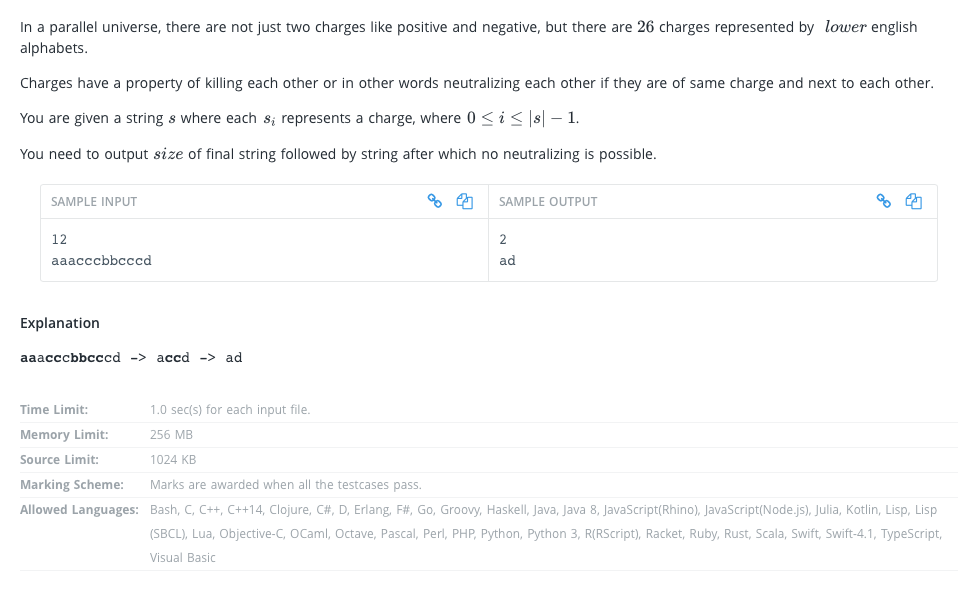 In a parallel universe, there are not just two charges like positive and negative, but there are 26 charges represented by lower english
alphabets.
Charges have a property of killing each other or in other words neutralizing each other if they are of same charge and next to each other.
You are given a string s where each s_i represents a charge, where 0 ≤ i ≤ |s| − 1.
You need to output size of final string followed by string after which no neutralizing is possible.
SAMPLE INPUT
SAMPLE OUTPUT
12
aaacccbbcccd
2
ad
Explanation
aaacccbbcccd -> accd -> ad
Time Limit: 1.0 sec(s) for each input file.
Memory Limit: 256 MB
Source Limit: 1024 KB
Marking Scheme: Marks are awarded when all the testcases pass.
Allowed Languages: Bash, C, C++, C++14, Clojure, C#, D, Erlang, F#, Go, Groovy, Haskell, Java, Java 8, JavaScript(Rhino), JavaScript(Node.js), Julia, Kotlin, Lisp, Lisp
(SBCL), Lua, Objective-C, OCaml, Octave, Pascal, Perl, PHP, Python, Python 3, R(RScript), Racket, Ruby, Rust, Scala, Swift, Swift-4.1, TypeScript,
Visual Basic